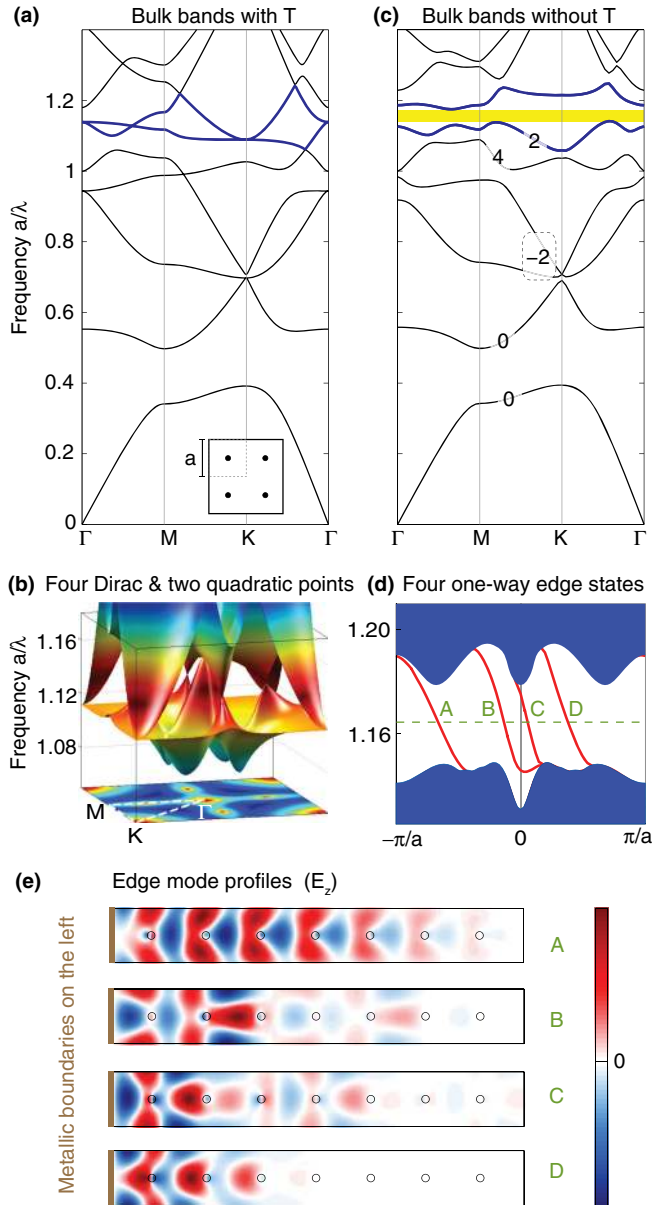 (a) Bulk bands with T
Frequency a/λ
1.2
1
0.8
0.6
0.4
0.2
0
a
Γ M K Γ
(c) Bulk bands without T
2
4
−2
0
0
Γ M K Γ
(b) Four Dirac & two quadratic points
Frequency a/λ
1.16
1.12
1.08
M
Γ
K
(d) Four one-way edge states
1.20
1.16
A B C D
−π/a 0 π/a
(e) Edge mode profiles (E_z)
Metallic boundaries on the left
A
B
C
D
0